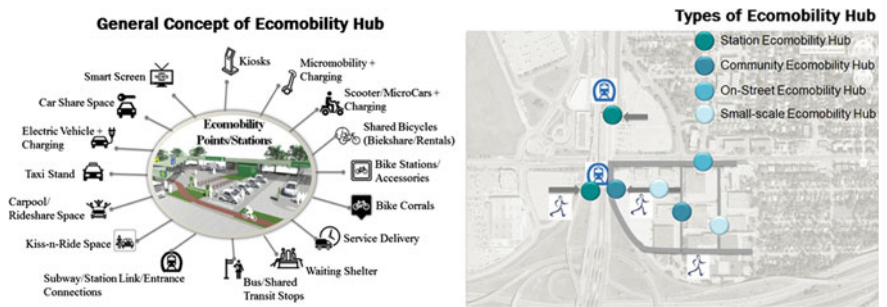 General Concept of Ecomobility Hub
Kiosks
Smart Screen
Micromobility +
Charging
Car Share Space
Scooter/MicroCars +
Charging
Ecomobility
Points/Stations
Electric Vehicle +
Charging
Shared Bicycles
(Biekshare/Rentals)
Taxi Stand
Bike Stations/
Accessories
Carpool/
Rideshare Space
Bike Corrals
Kiss-n-Ride Space
Service Delivery
Subway/Station Link/Entrance
Connections
Bus/Shared
Transit Stops
Waiting Shelter
Types of Ecomobility Hub
Station Ecomobility Hub
Community Ecomobility Hub
On-Street Ecomobility Hub
Small-scale Ecomobility Hub